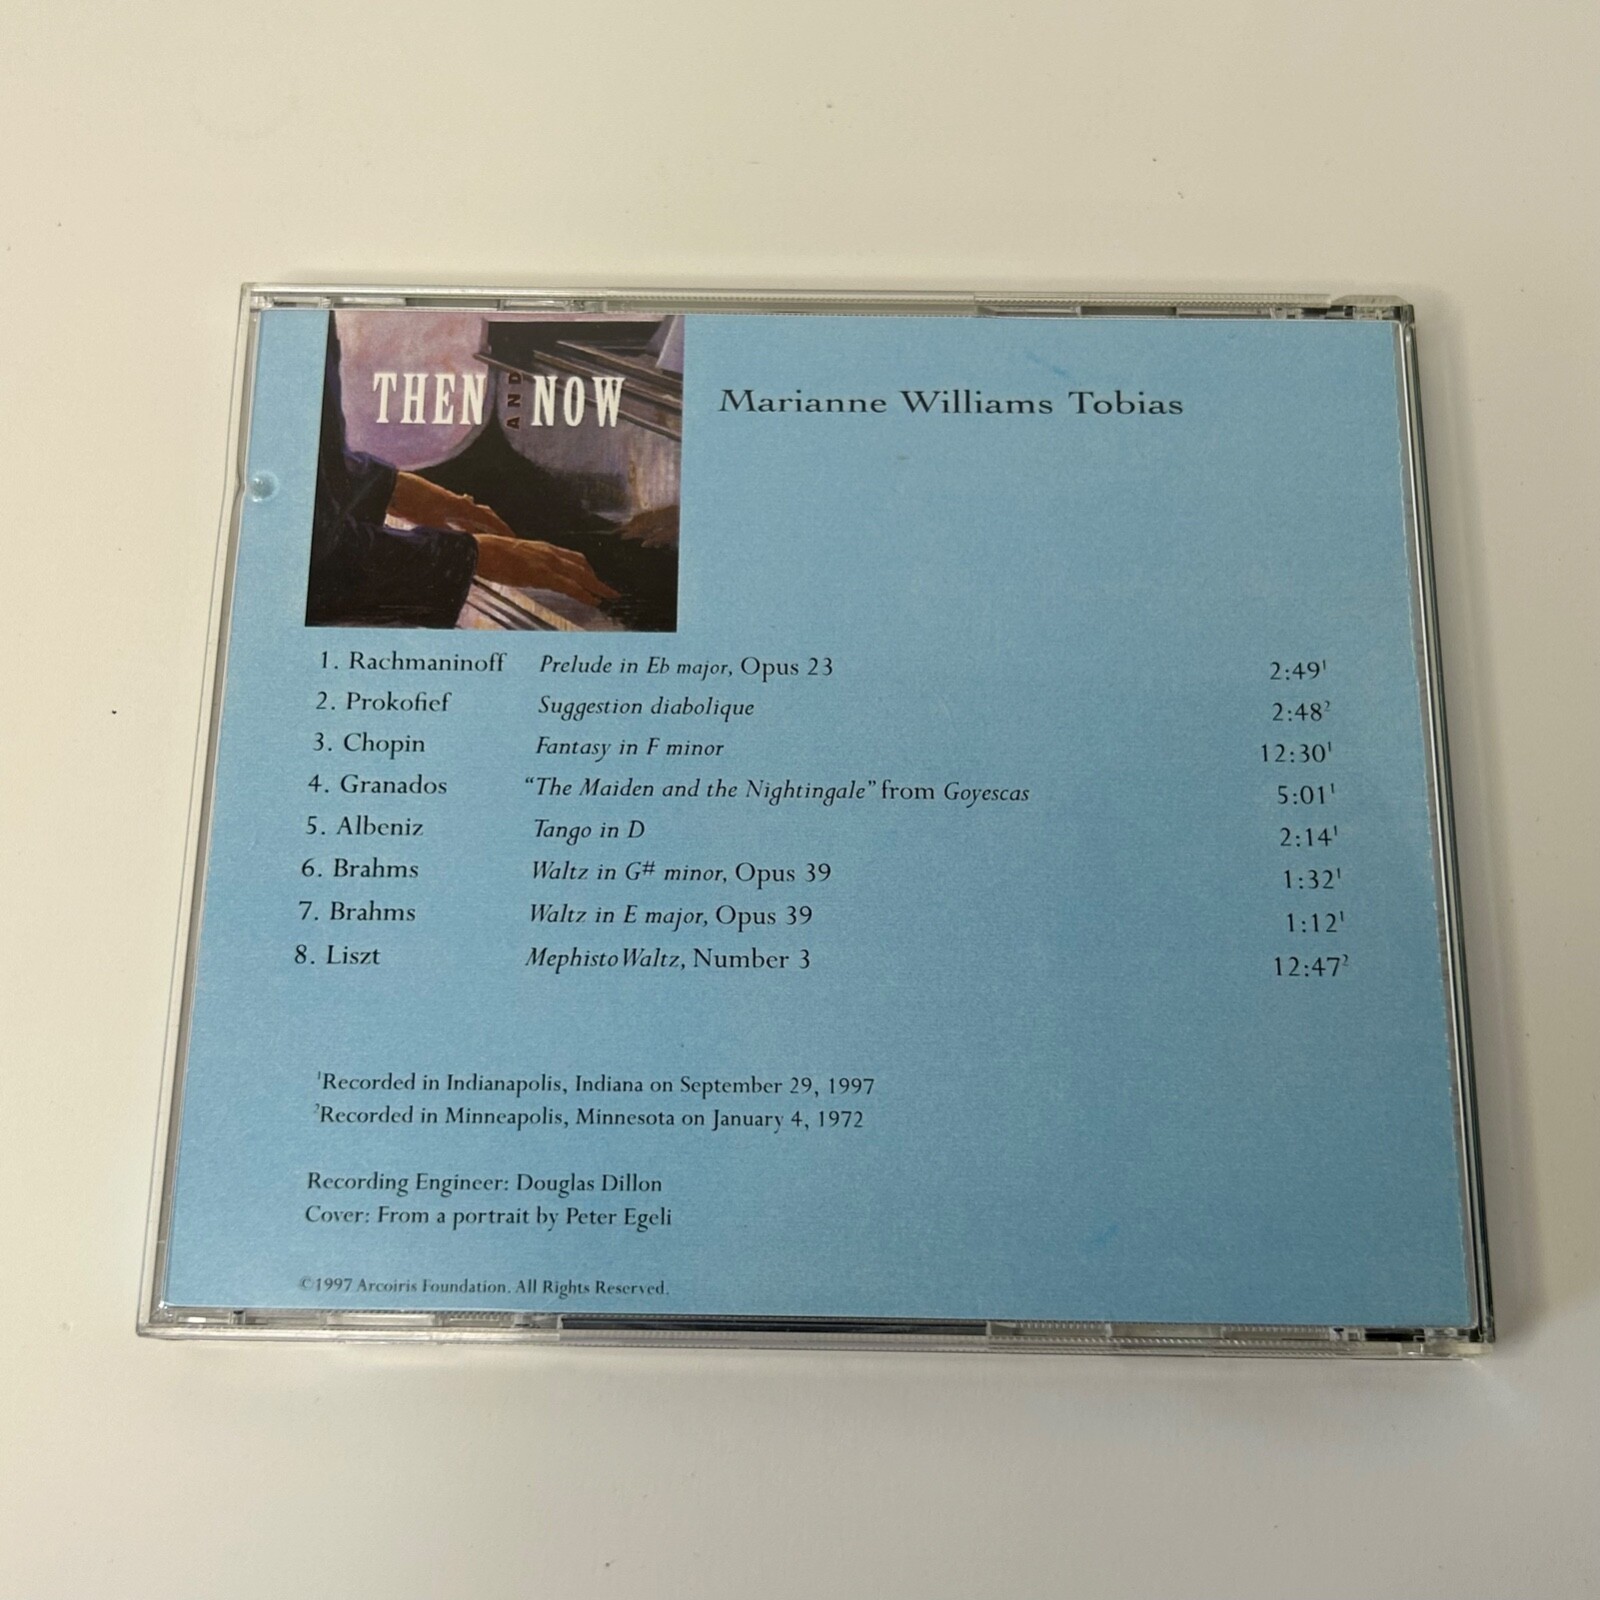 THEN AND NOW
Marianne Williams Tobias
1. Rachmaninoff Prelude in Eb major, Opus 23 2:49¹
2. Prokofief Suggestion diabolique 2:48²
3. Chopin Fantasy in F minor 12:30¹
4. Granados “The Maiden and the Nightingale” from Goyescas 5:01¹
5. Albeniz Tango in D 2:14¹
6. Brahms Waltz in G# minor, Opus 39 1:32¹
7. Brahms Waltz in E major, Opus 39 1:12¹
8. Liszt Mephisto Waltz, Number 3 12:47²
¹Recorded in Indianapolis, Indiana on September 29, 1997
²Recorded in Minneapolis, Minnesota on January 4, 1972
Recording Engineer: Douglas Dillon
Cover: From a portrait by Peter Egeli
©1997 Arcoiris Foundation. All Rights Reserved.